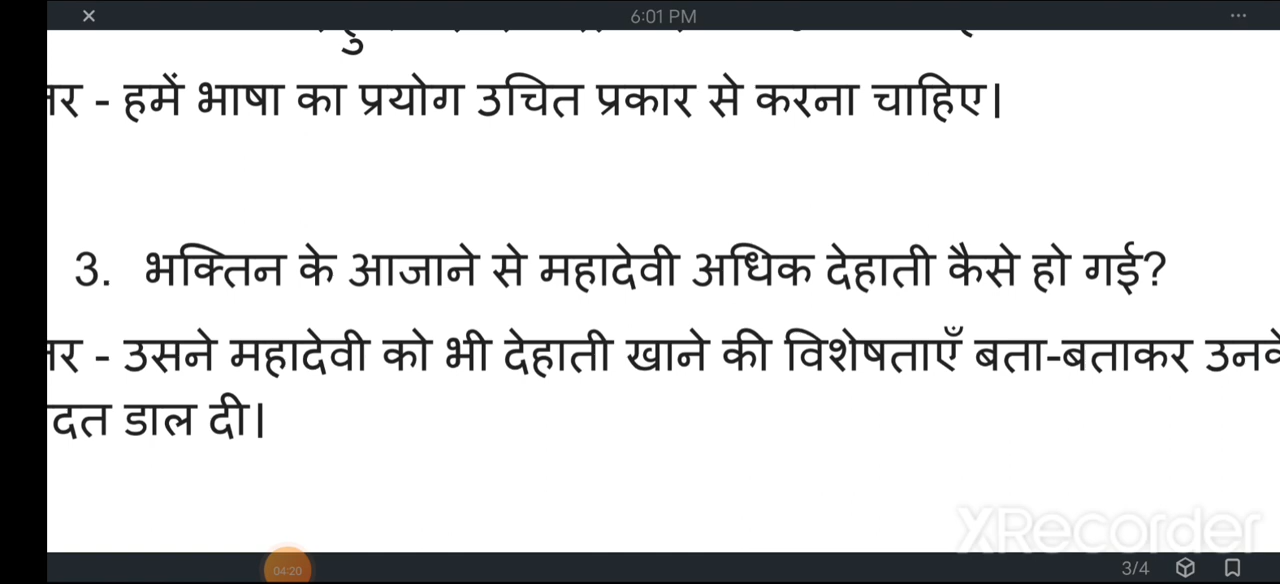 6:01 PM
- हमें भाषा का प्रयोग उचित प्रकार से करना चाहिए।
3. भक्तिन के आजाने से महादेवी अधिक देहाती कैसे हो गई?
- उसने महादेवी को भी देहाती खाने की विशेषताएँ बता-बताकर
डाल दी।
XRecorder
04:20
3/4